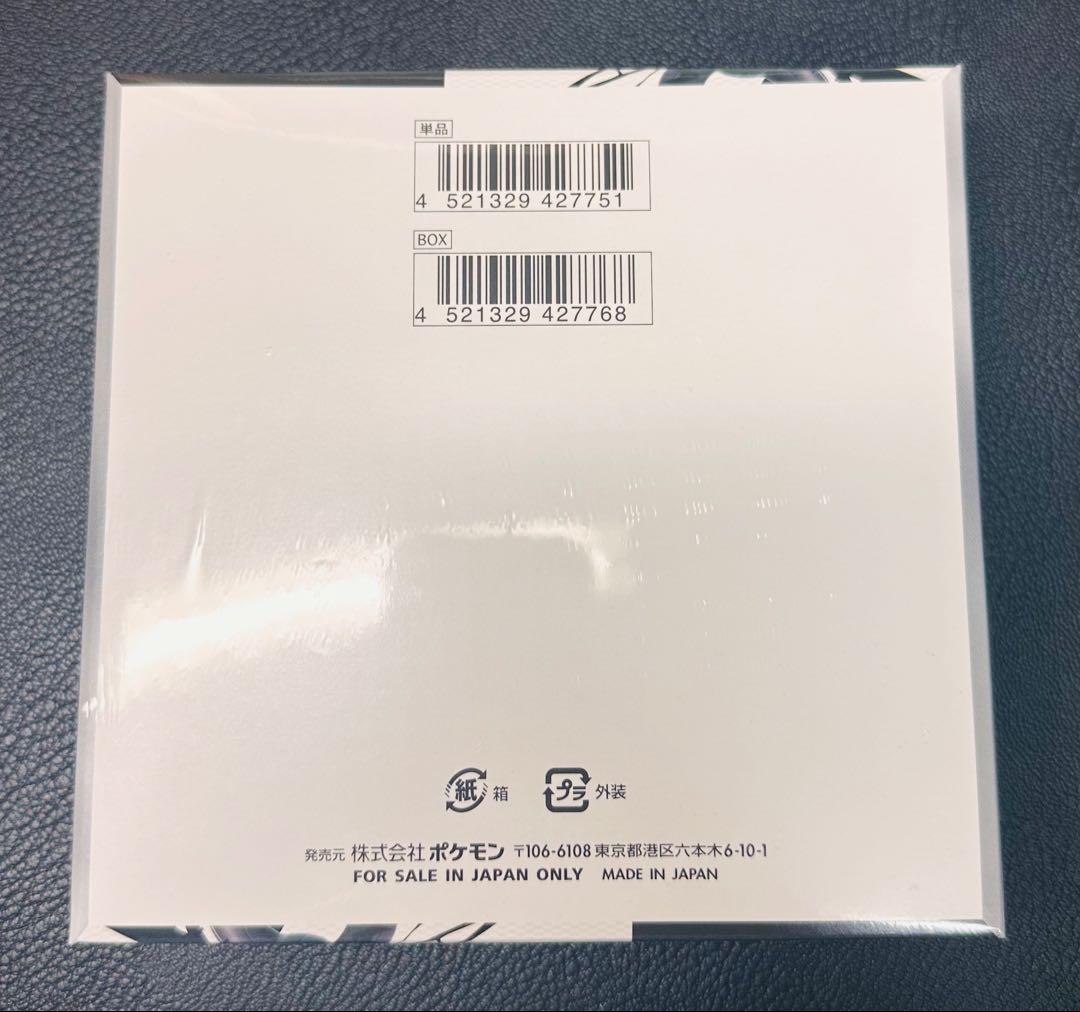 単品
4 521329 427751
BOX
4 521329 427768
紙 箱 プラ 外装
発売元 株式会社 ポケモン 〒106-6108 東京都港区六本木6-10-1
FOR SALE IN JAPAN ONLY MADE IN JAPAN